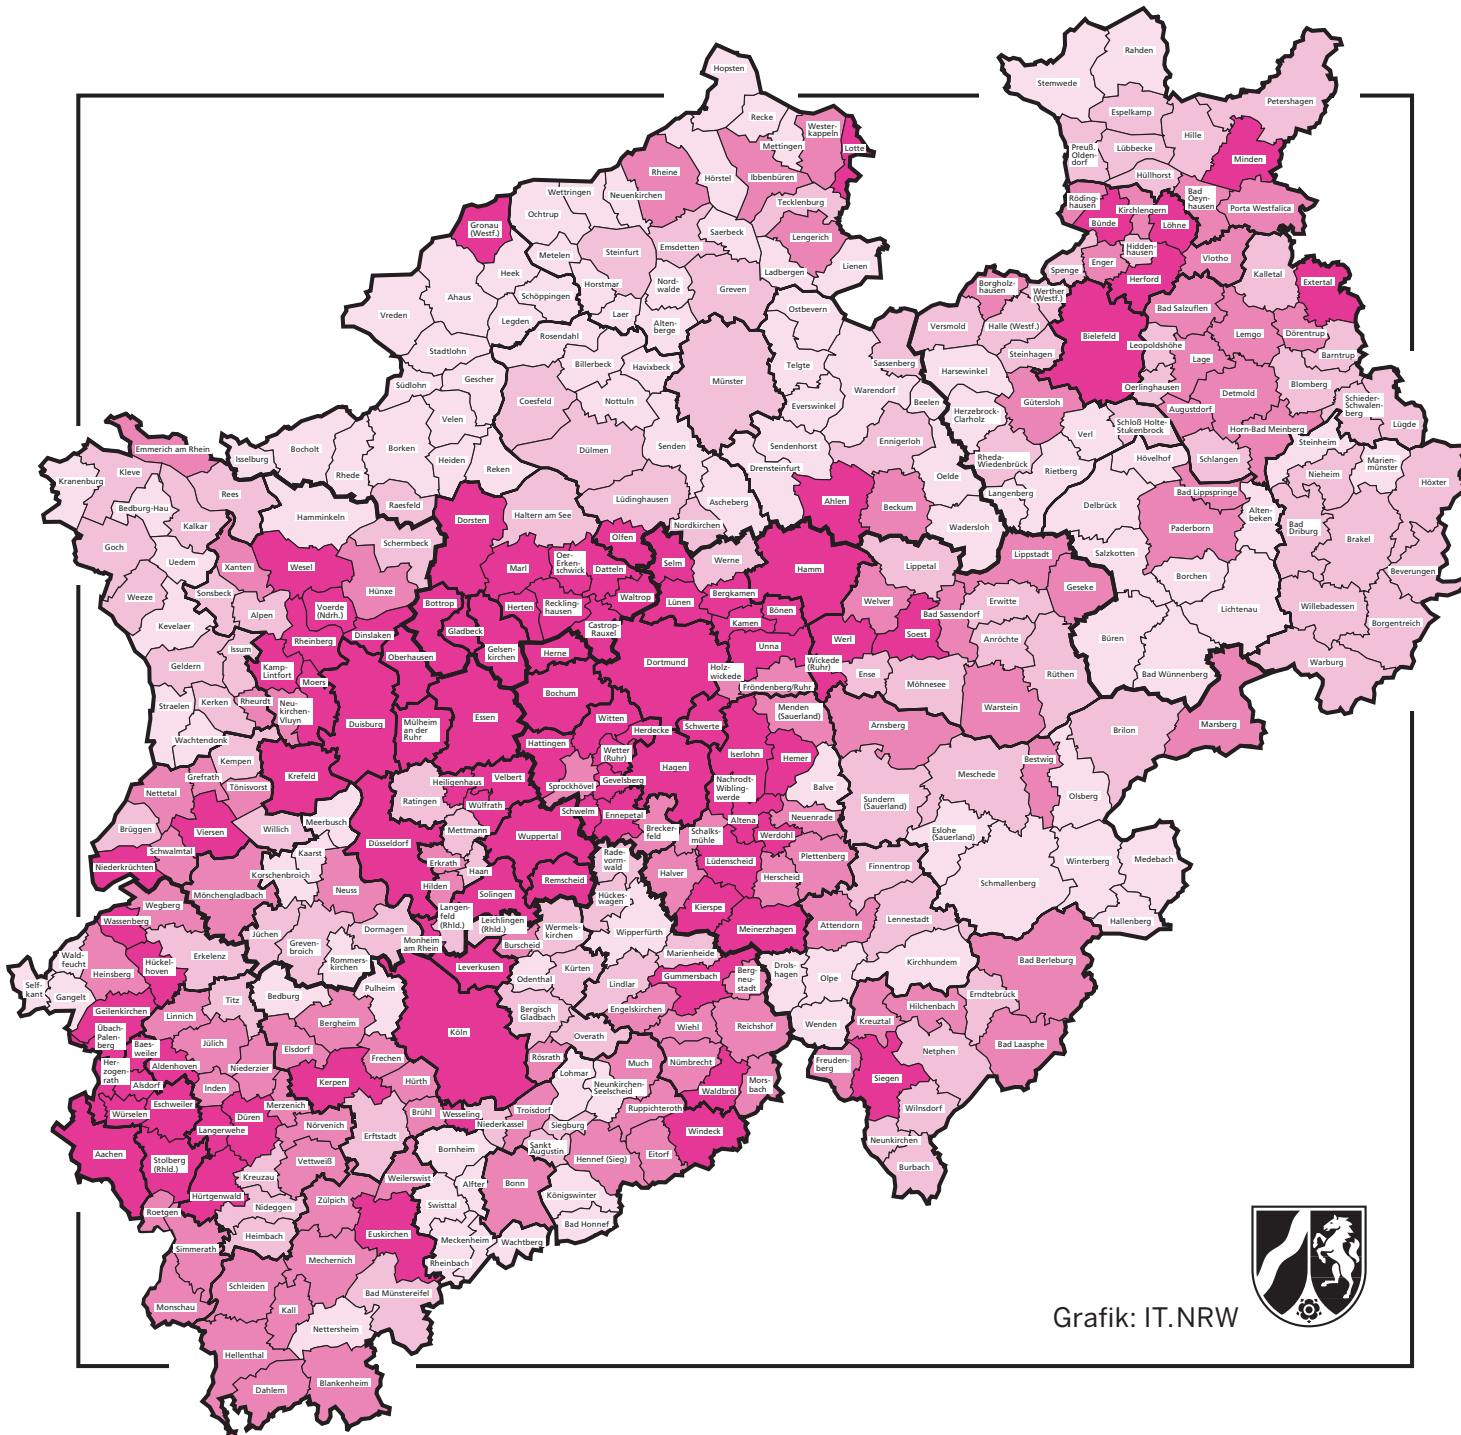 Rahden
Stemwede
Hopsten
Espelkamp
Petershagen
Recke
Wester-
kappeln
Mettingen
Lotte
Hille
Preuß.
Olden-
dorf
Lübbecke
Minden
Rheine
Ibbenbüren
Hörstel
Hüllhorst
Wettringen
Neuenkirchen
Tecklenburg
Röding-
hausen
Kirchlengern
Bad
Oeyn-
hausen
Porta Westfalica
Ochtrup
Bünde
Löhne
Gronau
(Westf.)
Saerbeck
Lengerich
Metelen
Steinfurt
Emsdetten
Hidden-
hausen
Enger
Vlotho
Heek
Ladbergen
Lienen
Spenge
Herford
Kalletal
Extertal
Ahaus
Schöppingen
Horstmar
Nord-
walde
Greven
Borgholz-
hausen
Werther
(Westf.)
Vreden
Legden
Laer
Alten-
berge
Ostbevern
Versmold
Halle (Westf.)
Bielefeld
Bad Salzuflen
Lemgo
Dörentrup
Rosendahl
Stadtlohn
Billerbeck
Havixbeck
Telgte
Sassenberg
Steinhagen
Leopoldshöhe
Lage
Barntrup
Südlohn
Gescher
Münster
Warendorf
Harsewinkel
Oerlinghausen
Detmold
Blomberg
Schieder-
Schwalen-
berg
Coesfeld
Nottuln
Everswinkel
Beelen
Herzebrock-
Clarholz
Gütersloh
Augustdorf
Lügde
Velen
Verl
Schloß Holte-
Stukenbrock
Horn-Bad Meinberg
Emmerich am Rhein
Isselburg
Bocholt
Borken
Dülmen
Senden
Sendenhorst
Ennigerloh
Steinheim
Rhede
Heiden
Reken
Drensteinfurt
Rheda-
Wiedenbrück
Rietberg
Hövelhof
Schlangen
Nieheim
Marien-
münster
Kranenburg
Kleve
Oelde
Höxter
Bedburg-Hau
Rees
Raesfeld
Lüdinghausen
Ascheberg
Ahlen
Beckum
Langenberg
Delbrück
Bad Lippspringe
Alten-
beken
Kalkar
Hamminkeln
Dorsten
Haltern am See
Nordkirchen
Wadersloh
Paderborn
Bad
Driburg
Brakel
Goch
Schermbeck
Olfen
Lippstadt
Salzkotten
Uedem
Xanten
Wesel
Marl
Oer-
Erken-
schwick
Datteln
Selm
Werne
Hamm
Lippetal
Geseke
Borchen
Beverungen
Weeze
Sonsbeck
Hünxe
Bottrop
Herten
Reckling-
hausen
Waltrop
Lünen
Bergkamen
Bönen
Welver
Bad Sassendorf
Erwitte
Lichtenau
Willebadessen
Alpen
Voerde
(Ndrh.)
Kevelaer
Rheinberg
Dinslaken
Gladbeck
Castrop-
Rauxel
Kamen
Unna
Werl
Soest
Anröchte
Büren
Borgentreich
Issum
Oberhausen
Gelsen-
kirchen
Herne
Dortmund
Holz-
wickede
Wickede
(Ruhr)
Ense
Möhnesee
Rüthen
Bad Wünnenberg
Warburg
Geldern
Kamp-
Lintfort
Moers
Bochum
Fröndenberg/Ruhr
Straelen
Kerken
Rheurdt
Neu-
kirchen-
Vluyn
Duisburg
Mülheim
an der
Ruhr
Essen
Witten
Herdecke
Schwerte
Menden
(Sauerland)
Arnsberg
Warstein
Brilon
Marsberg
Wachtendonk
Hattingen
Wetter
(Ruhr)
Iserlohn
Hemer
Bestwig
Kempen
Krefeld
Hagen
Meschede
Grefrath
Tönisvorst
Heiligenhaus
Velbert
Sprockhövel
Gevelsberg
Nachrodt-
Wibling-
werde
Balve
Olsberg
Nettetal
Ratingen
Wülfrath
Schwelm
Ennepetal
Sundern
(Sauerland)
Brüggen
Viersen
Willich
Meerbusch
Mettmann
Wuppertal
Brecker-
feld
Schalks-
mühle
Altena
Neuenrade
Werdohl
Eslohe
(Sauerland)
Schwalmtal
Kaarst
Düsseldorf
Erkrath
Haan
Rade-
vorm-
wald
Lüdenscheid
Plettenberg
Finnentrop
Winterberg
Medebach
Niederkrüchten
Korschenbroich
Neuss
Hilden
Solingen
Remscheid
Halver
Herscheid
Schmallenberg
Mönchengladbach
Hückes-
wagen
Kierspe
Wegberg
Langen-
feld
(Rhld.)
Leichlingen
(Rhld.)
Wermels-
kirchen
Wipperfürth
Meinerzhagen
Attendorn
Lennestadt
Hallenberg
Wassenberg
Jüchen
Dormagen
Monheim
am Rhein
Burscheid
Marienheide
Wald-
feucht
Erkelenz
Greven-
broich
Rommers-
kirchen
Leverkusen
Odenthal
Kürten
Gummersbach
Berg-
neu-
stadt
Drols-
hagen
Olpe
Kirchhundem
Bad Berleburg
Heinsberg
Hückel-
hoven
Self-
kant
Gangelt
Titz
Bedburg
Pulheim
Lindlar
Erndtebrück
Geilenkirchen
Linnich
Bergheim
Köln
Bergisch
Gladbach
Engelskirchen
Wiehl
Reichshof
Wenden
Kreuztal
Hilchenbach
Übach-
Palen-
berg
Baes-
weiler
Jülich
Elsdorf
Frechen
Overath
Netphen
Bad Laasphe
Her-
zogen-
rath
Aldenhoven
Niederzier
Rösrath
Much
Nümbrecht
Freuden-
berg
Alsdorf
Inden
Kerpen
Hürth
Lohmar
Neunkirchen-
Seelscheid
Waldbröl
Mors-
bach
Siegen
Würselen
Eschweiler
Merzenich
Düren
Brühl
Wesseling
Troisdorf
Ruppichteroth
Wilnsdorf
Langerwehe
Nörvenich
Erftstadt
Niederkassel
Siegburg
Windeck
Aachen
Stolberg
(Rhld.)
Vettweiß
Bornheim
Sankt
Augustin
Hennef (Sieg)
Eitorf
Neunkirchen
Burbach
Kreuzau
Weilerswist
Alfter
Bonn
Königswinter
Hürtgenwald
Nideggen
Zülpich
Swisttal
Roetgen
Bad Honnef
Heimbach
Euskirchen
Meckenheim
Wachtberg
Simmerath
Mechernich
Rheinbach
Schleiden
Bad Münstereifel
Monschau
Kall
Nettersheim
Hellenthal
Dahlem
Blankenheim
Grafik: IT.NRW